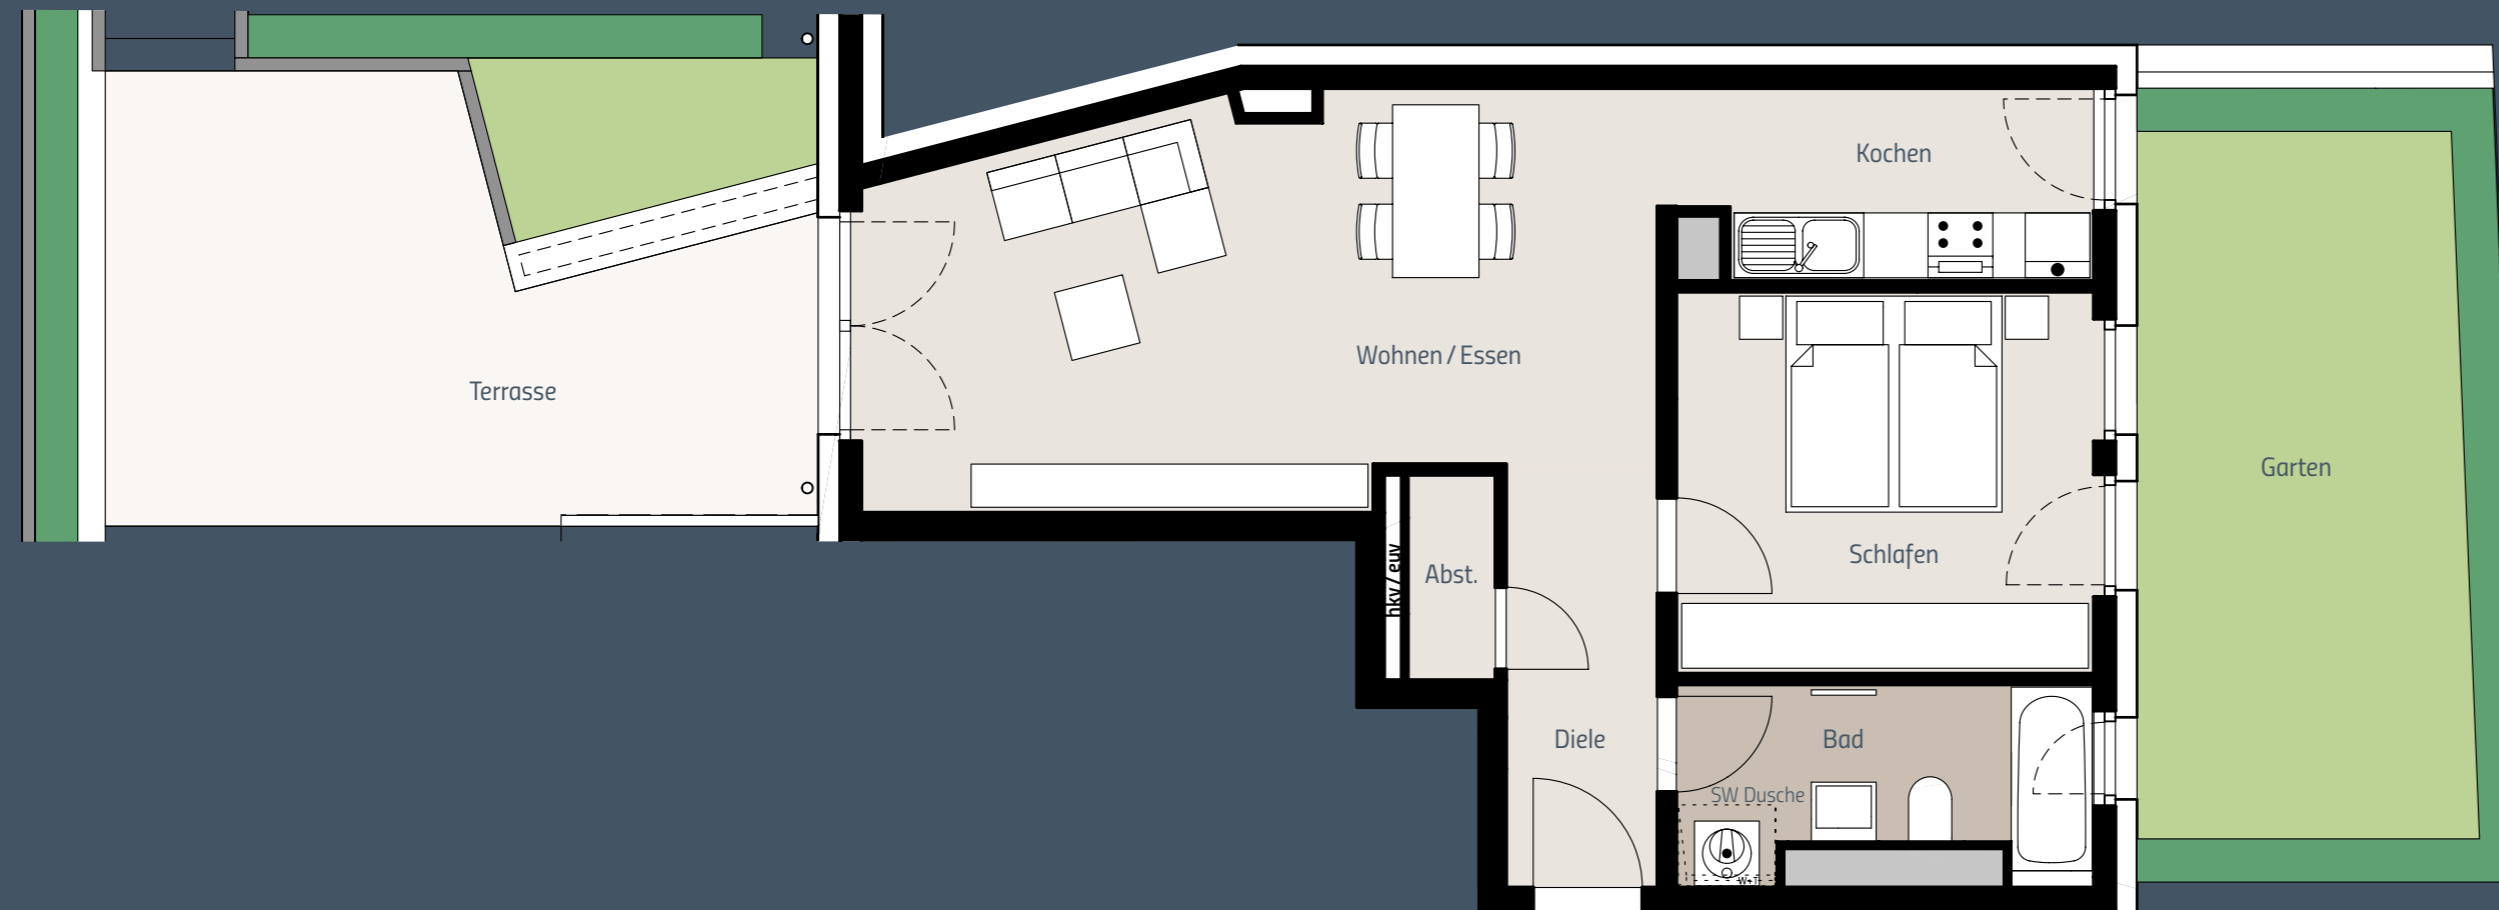 Kochen
Wohnen / Essen
Terrasse
Garten
Schlafen
hkv / euv
Abst.
Diele
Bad
SW Dusche
W+T